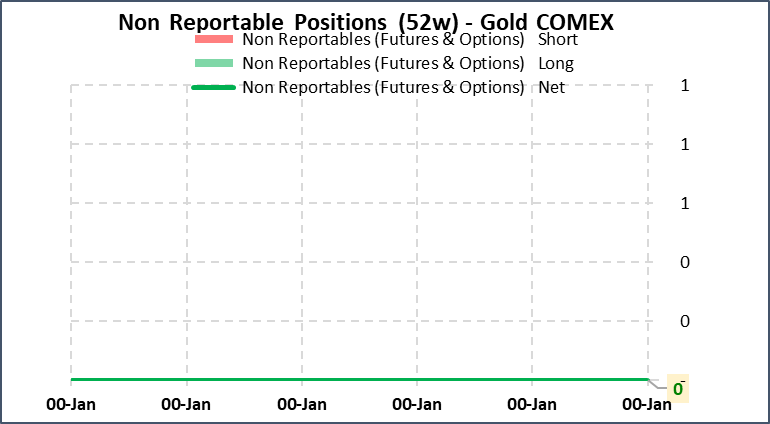 Non Reportable Positions (52w) - Gold COMEX
Non Reportables (Futures & Options) Short
Non Reportables (Futures & Options) Long
Non Reportables (Futures & Options) Net
1
1
1
0
0
-
0
00-Jan 00-Jan 00-Jan 00-Jan 00-Jan 00-Jan